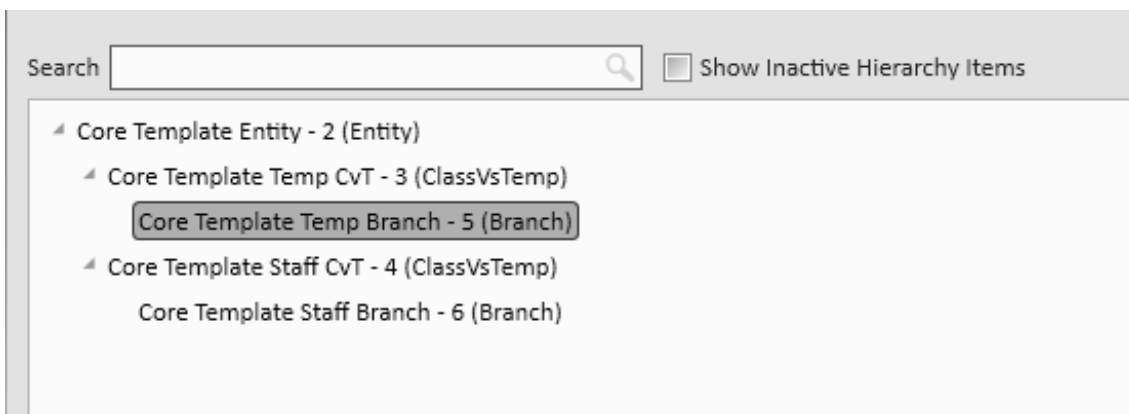 Search Show Inactive Hierarchy Items
Core Template Entity - 2 (Entity)
Core Template Temp CvT - 3 (ClassVsTemp)
Core Template Temp Branch - 5 (Branch)
Core Template Staff CvT - 4 (ClassVsTemp)
Core Template Staff Branch - 6 (Branch)